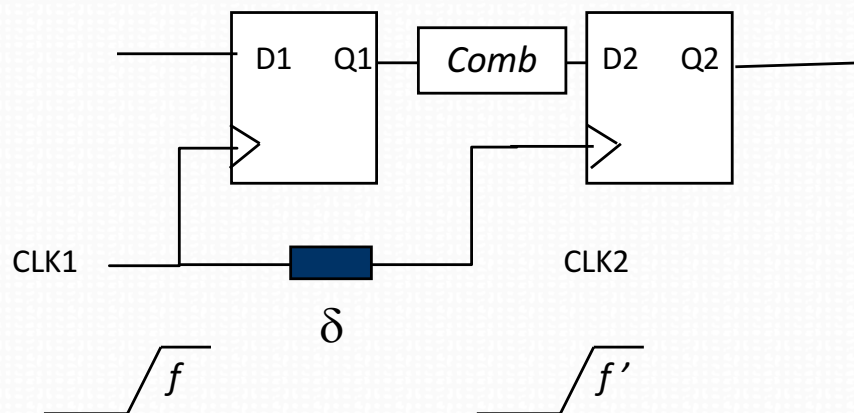 D1 Q1 Comb D2 Q2
CLK1 CLK2
δ
f f’